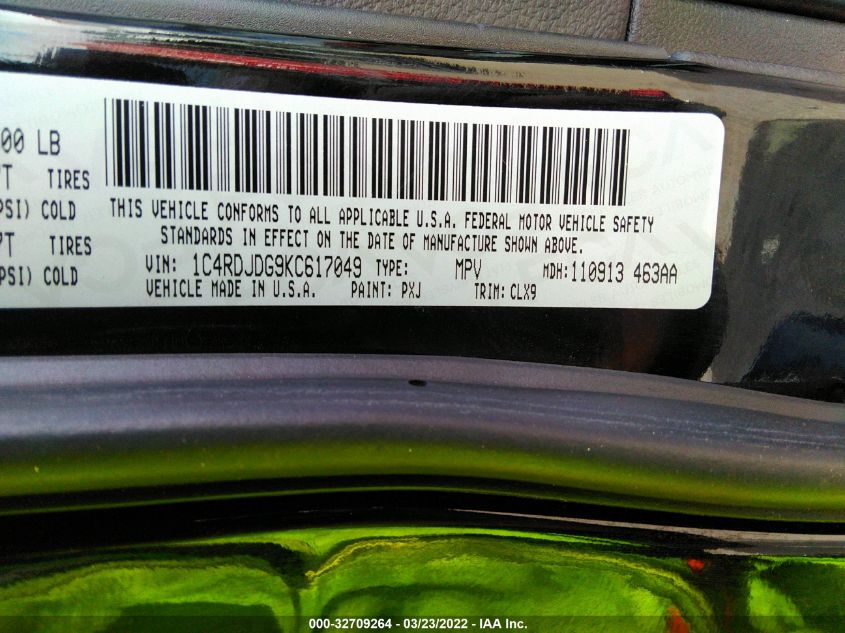 00 LB
TIRES
PSI) COLD
TIRES
PSI) COLD
THIS VEHICLE CONFORMS TO ALL APPLICABLE U.S.A. FEDERAL MOTOR VEHICLE SAFETY
STANDARDS IN EFFECT ON THE DATE OF MANUFACTURE SHOWN ABOVE.
VIN: 1C4RDJDG9KC617049 TYPE: MPV MDH: 110913 463AA
VEHICLE MADE IN U.S.A. PAINT: PXJ TRIM: CLX9
000-32709264 - 03/23/2022 - IAA Inc.